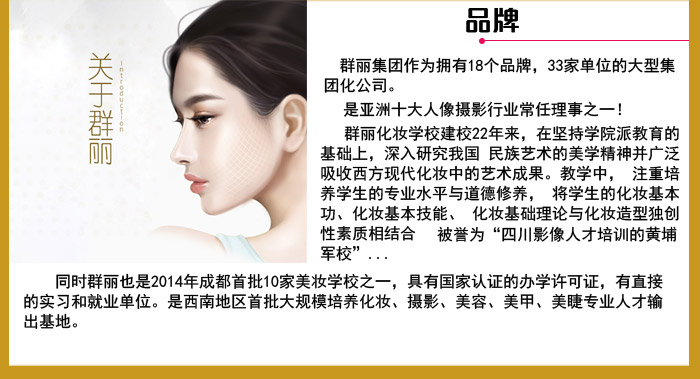 品牌
关于群丽
introduction
群丽集团作为拥有18个品牌，33家单位的大型集
团化公司。
是亚洲十大人像摄影行业常任理事之一！
群丽化妆学校建校22年来，在坚持学院派教育的
基础上，深入研究我国 民族艺术的美学精神并广泛
吸收西方现代化妆中的艺术成果。教学中， 注重培
养学生的专业水平与道德修养， 将学生的化妆基本
功、化妆基本技能、 化妆基础理论与化妆造型独创
性素质相结合 被誉为“四川影像人才培训的黄埔
军校”...
同时群丽也是2014年成都首批10家美妆学校之一，具有国家认证的办学许可证，有直接
的实习和就业单位。是西南地区首批大规模培养化妆、摄影、美容、美甲、美睫专业人才输
出基地。